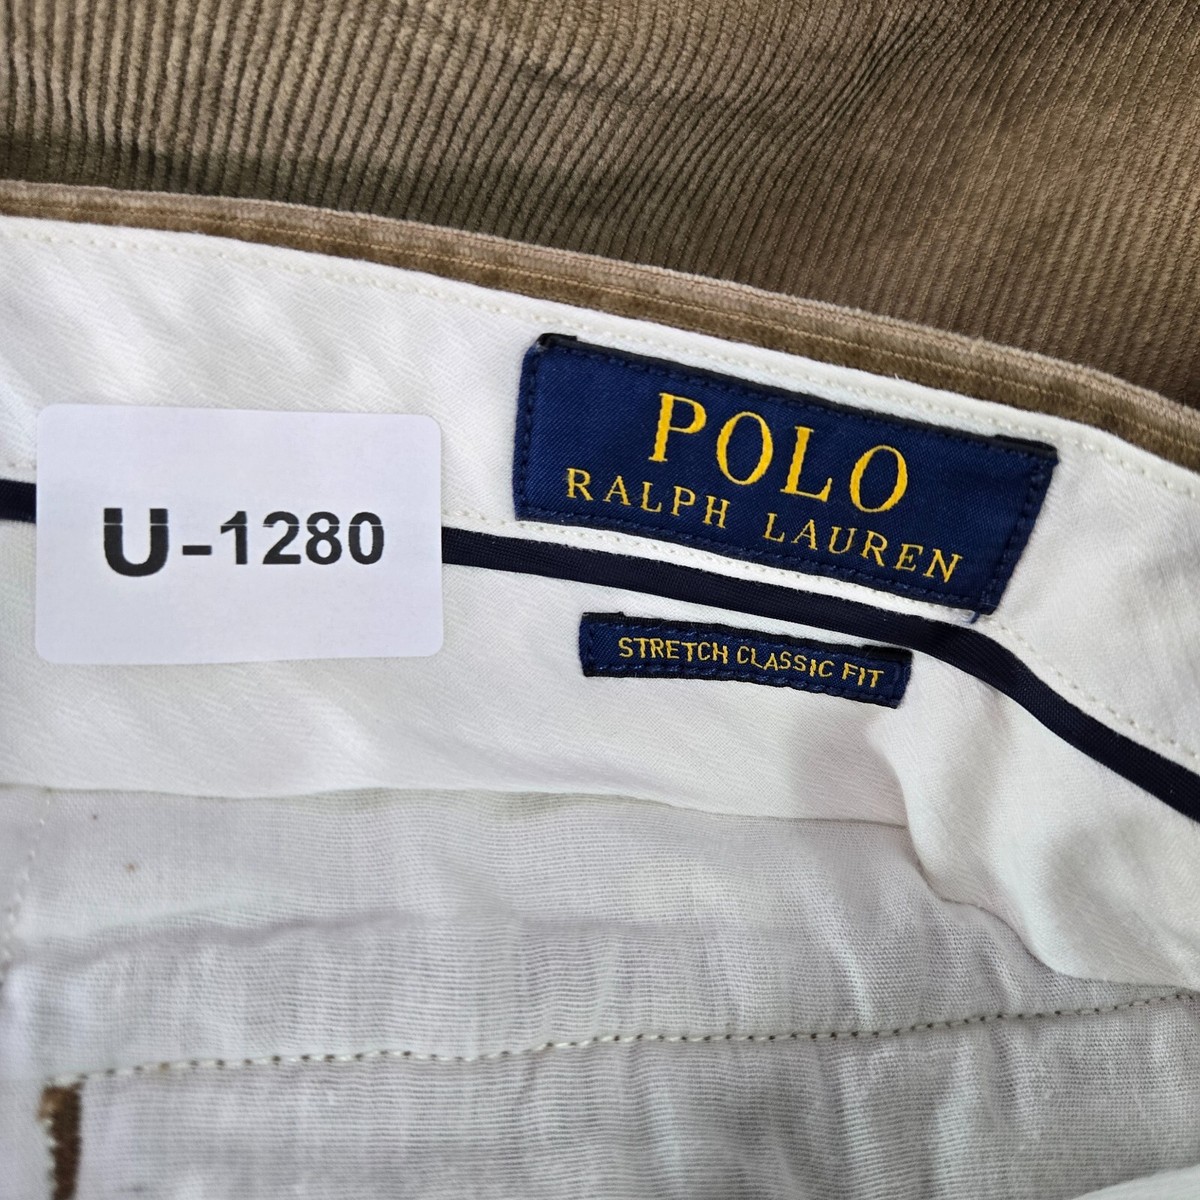 U-1280
POLO
RALPH LAUREN
STRETCH CLASSIC FIT